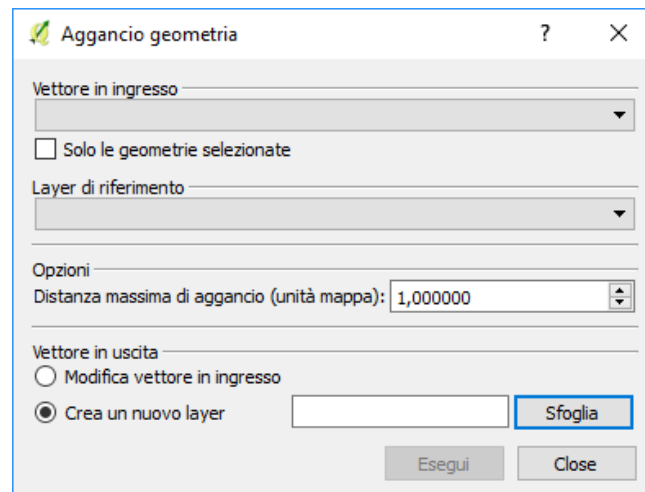 Aggancio geometria ?
Vettore in ingresso
Solo le geometrie selezionate
Layer di riferimento
Opzioni
Distanza massima di aggancio (unità mappa): 1,000000
Vettore in uscita
Modifica vettore in ingresso
Crea un nuovo layer Sfoglia
Esegui Close